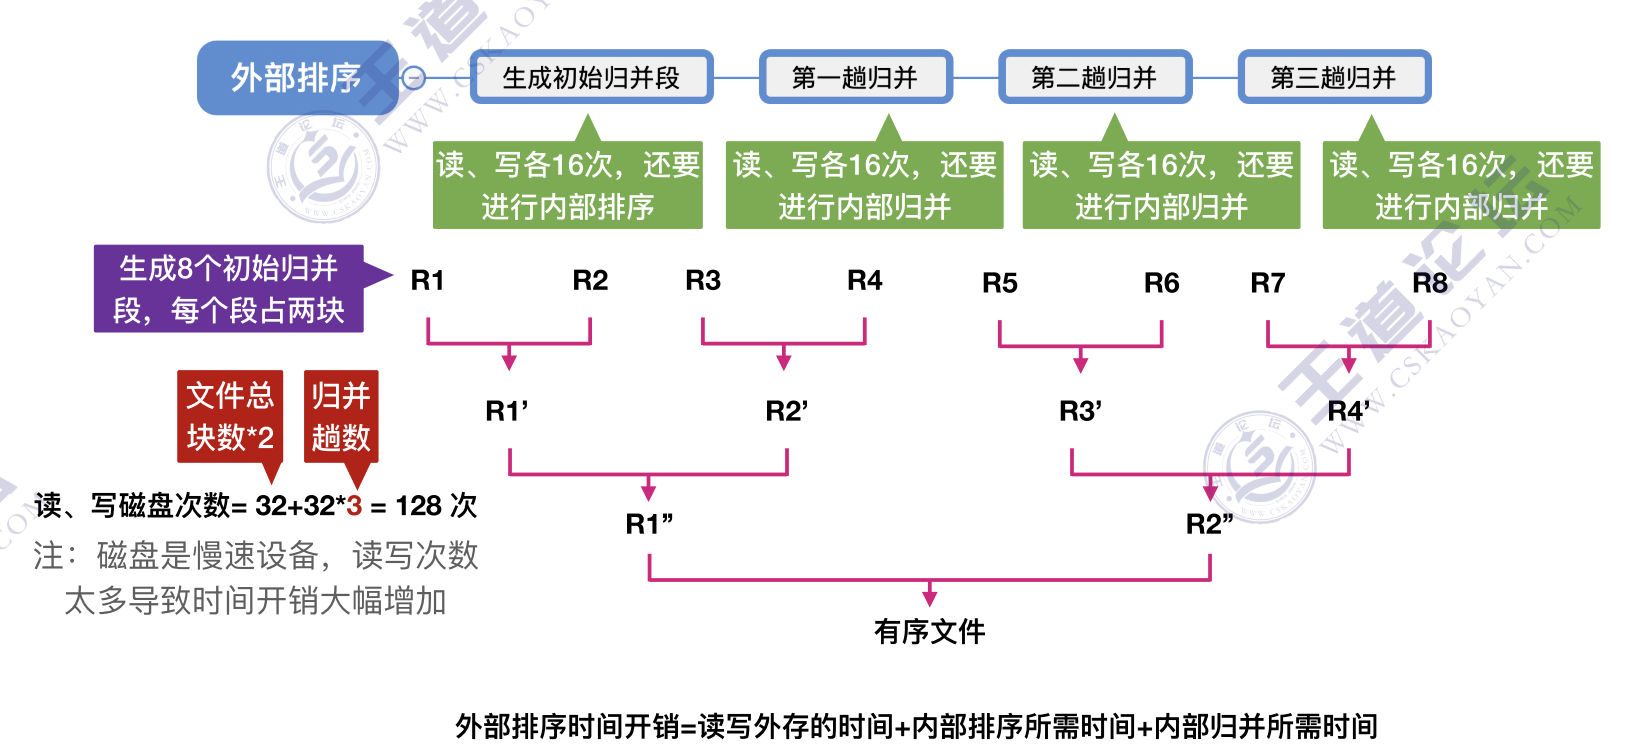 外部排序
生成初始归并段
第一趟归并
第二趟归并
第三趟归并
读、写各16次，还要
进行内部排序
读、写各16次，还要
进行内部归并
读、写各16次，还要
进行内部归并
读、写各16次，还要
进行内部归并
生成8个初始归并
段，每个段占两块
R1 R2 R3 R4 R5 R6 R7 R8
文件总
块数*2
归并
趟数
R1’ R2’ R3’ R4’
读、写磁盘次数= 32+32*3 = 128 次
R1” R2”
注：磁盘是慢速设备，读写次数
太多导致时间开销大幅增加
有序文件
外部排序时间开销=读写外存的时间+内部排序所需时间+内部归并所需时间
王道论坛
WWW.CSKAOYAN.COM